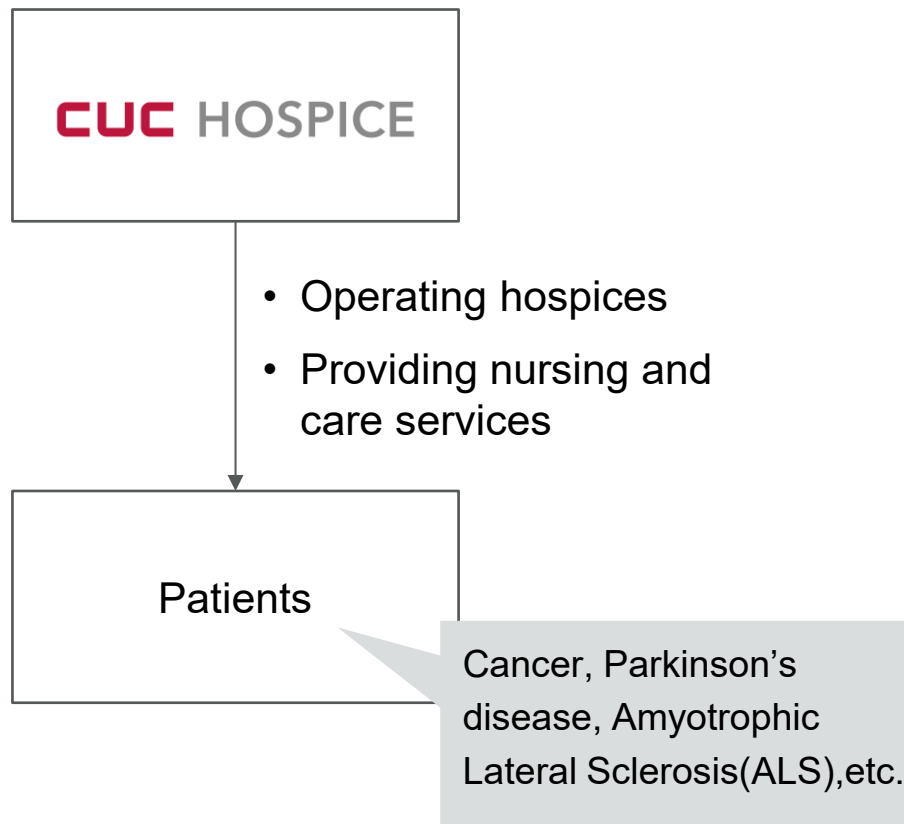 CUC HOSPICE
• Operating hospices
• Providing nursing and
care services
Patients
Cancer, Parkinson’s
disease, Amyotrophic
Lateral Sclerosis(ALS),etc.